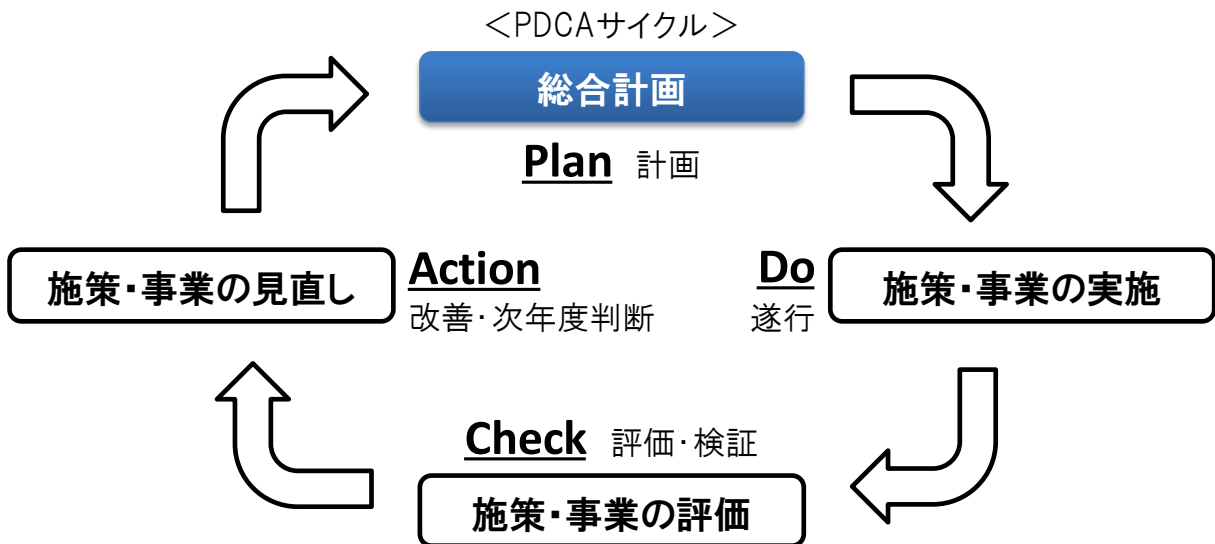 ＜PDCAサイクル＞
総合計画
Plan 計画
施策・事業の見直し
Action
改善・次年度判断
Do
遂行
施策・事業の実施
Check 評価・検証
施策・事業の評価